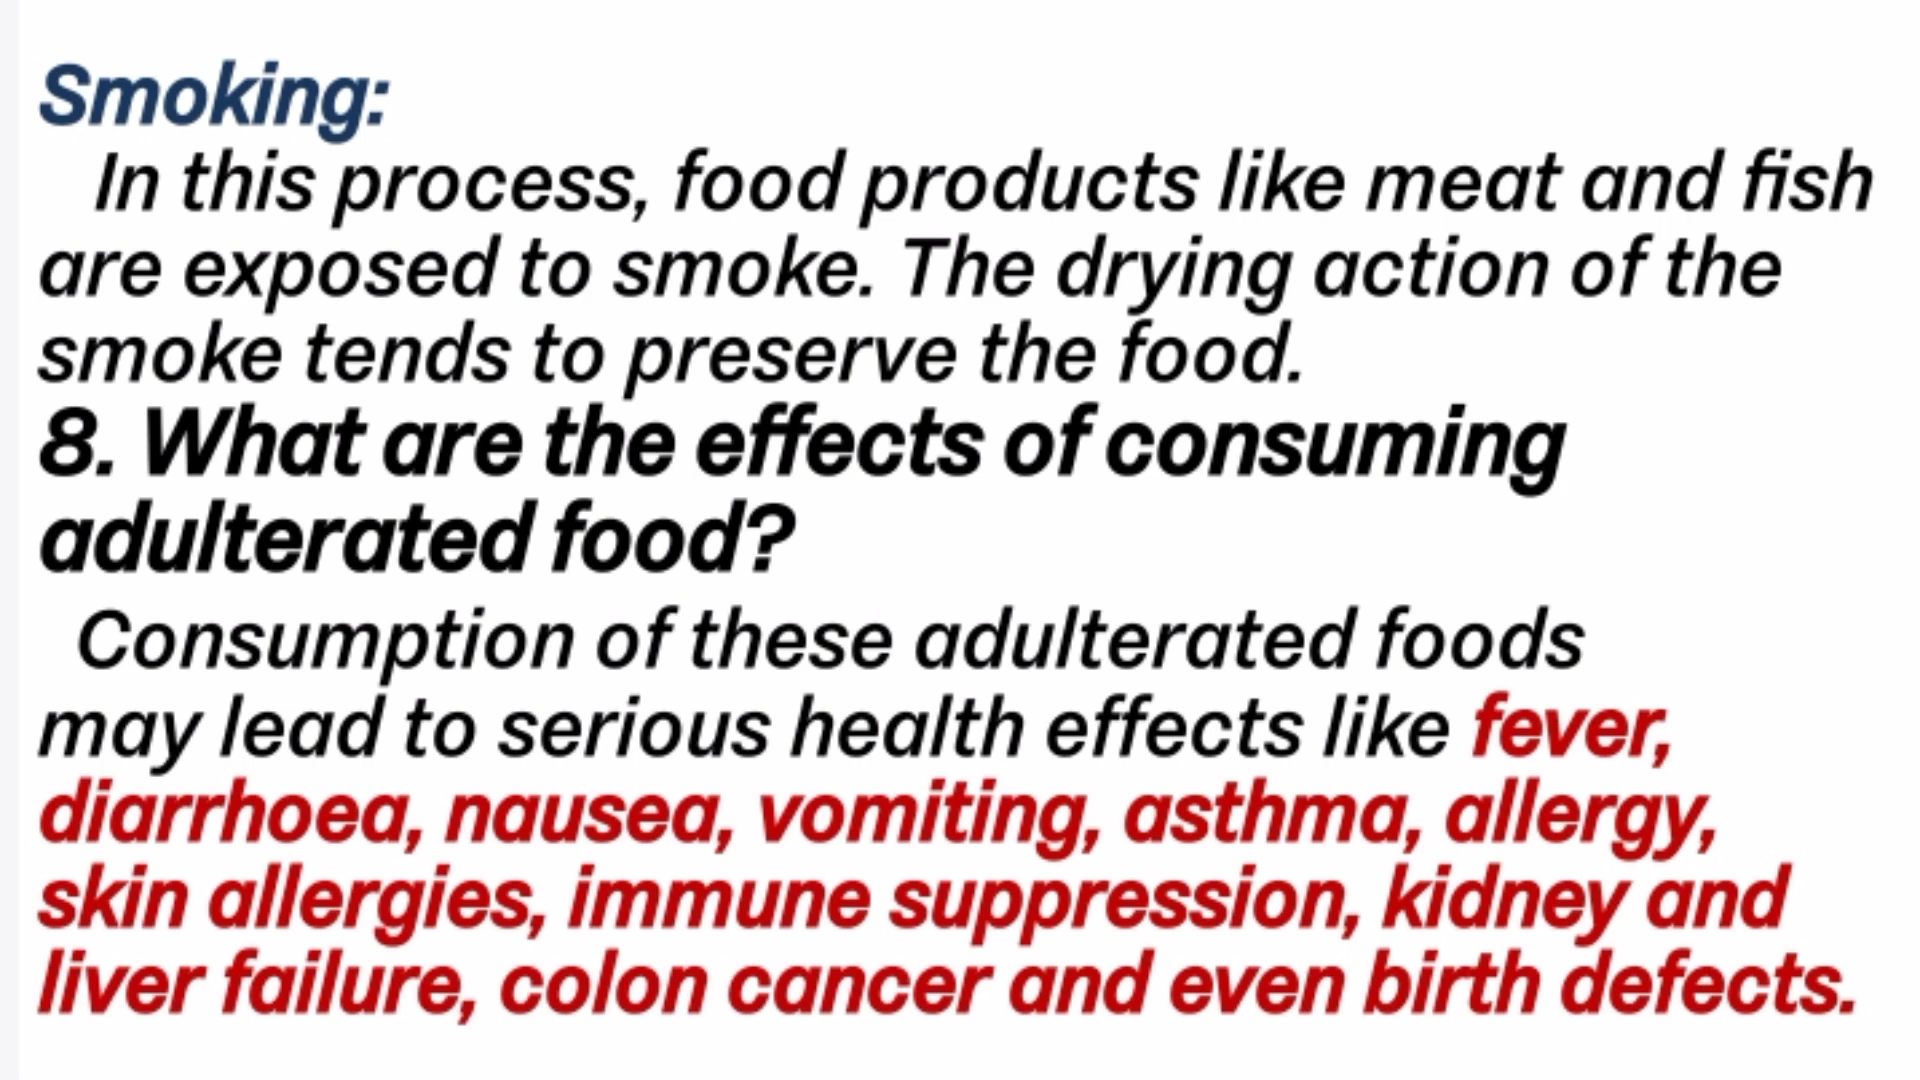 Smoking:
In this process, food products like meat and fish
are exposed to smoke. The drying action of the
smoke tends to preserve the food.
8. What are the effects of consuming
adulterated food?
Consumption of these adulterated foods
may lead to serious health effects like fever,
diarrhoea, nausea, vomiting, asthma, allergy,
skin allergies, immune suppression, kidney and
liver failure, colon cancer and even birth defects.